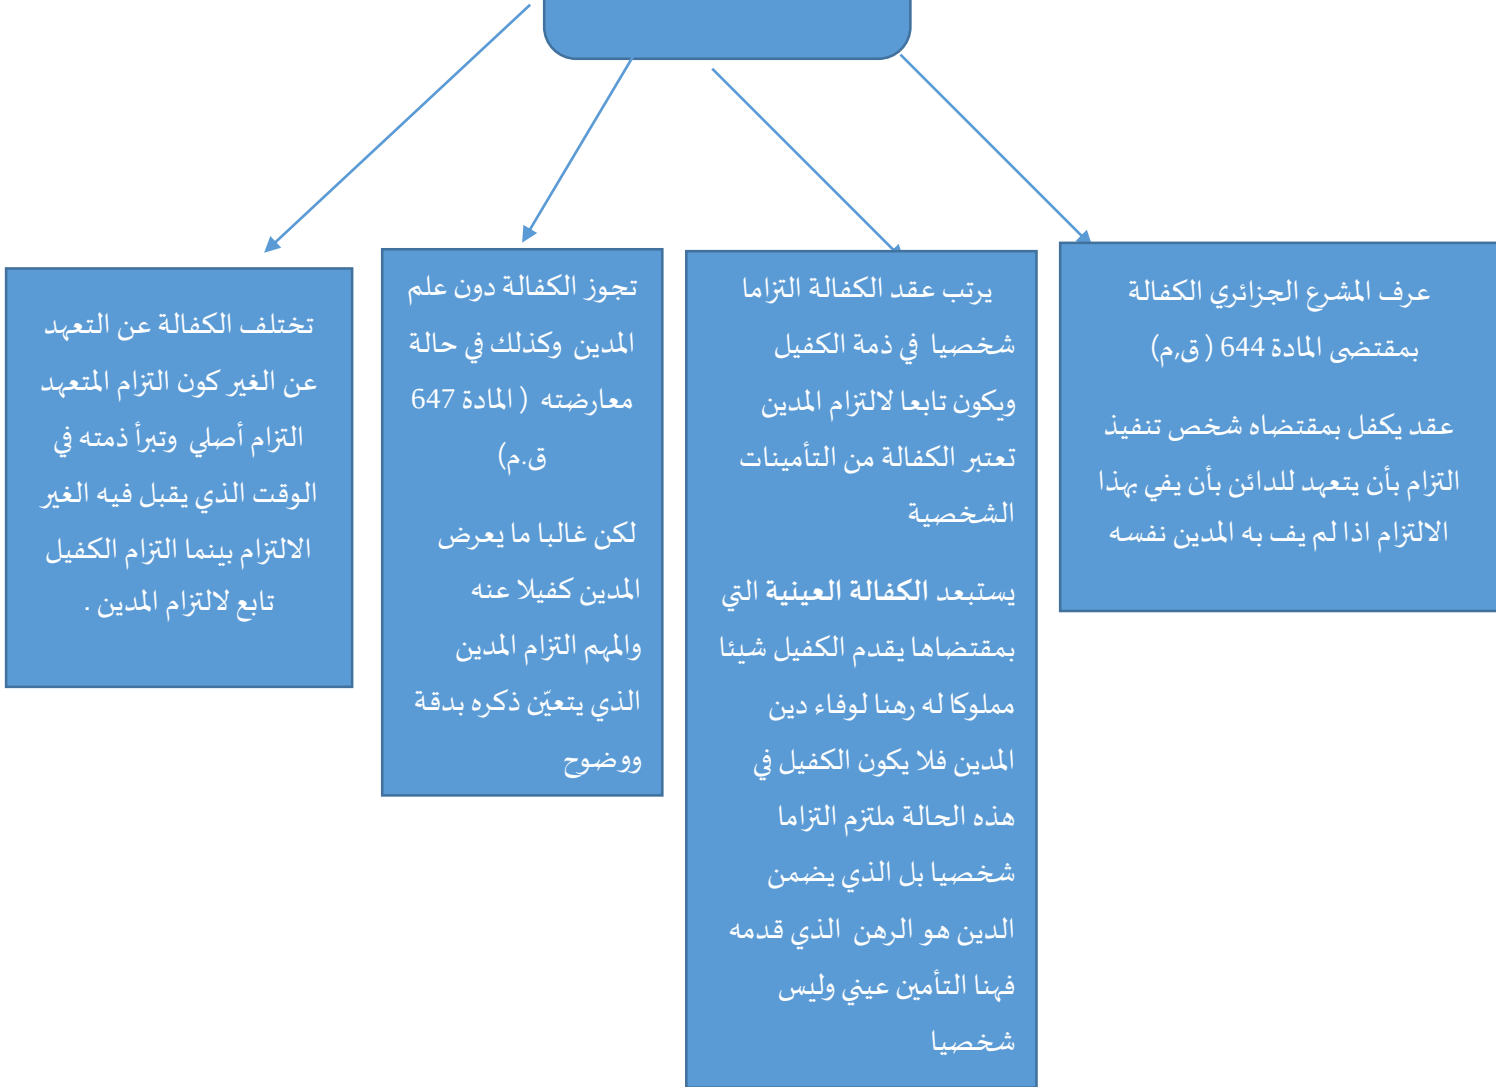 عرف المشرع الجزائري الكفالة
بمقتضى المادة 644 ( ق,م)
عقد يكفل بمقتضاه شخص تنفيذ
التزام بأن يتعهد للدائن بأن يفي بهذا
الالتزام اذا لم يف به المدين نفسه
يرتب عقد الكفالة التزاما
شخصيا في ذمة الكفيل
ويكون تابعا لالتزام المدين
تعتبر الكفالة من التأمينات
الشخصية
يستبعد الكفالة العينية التي
بمقتضاها يقدم الكفيل شيئا
مملوكا له رهنا لوفاء دين
المدين فلا يكون الكفيل في
هذه الحالة ملتزم التزاما
شخصيا بل الذي يضمن
الدين هو الرهن الذي قدمه
فهنا التأمين عيني وليس
شخصيا
تجوز الكفالة دون علم
المدين وكذلك في حالة
معارضته ( المادة 647
ق.م)
لكن غالبا ما يعرض
المدين كفيلا عنه
والمهم التزام المدين
الذي يتعيّن ذكره بدقة
ووضوح
تختلف الكفالة عن التعهد
عن الغير كون التزام المتعهد
التزام أصلي وتبرأ ذمته في
الوقت الذي يقبل فيه الغير
الالتزام بينما التزام الكفيل
تابع لالتزام المدين .